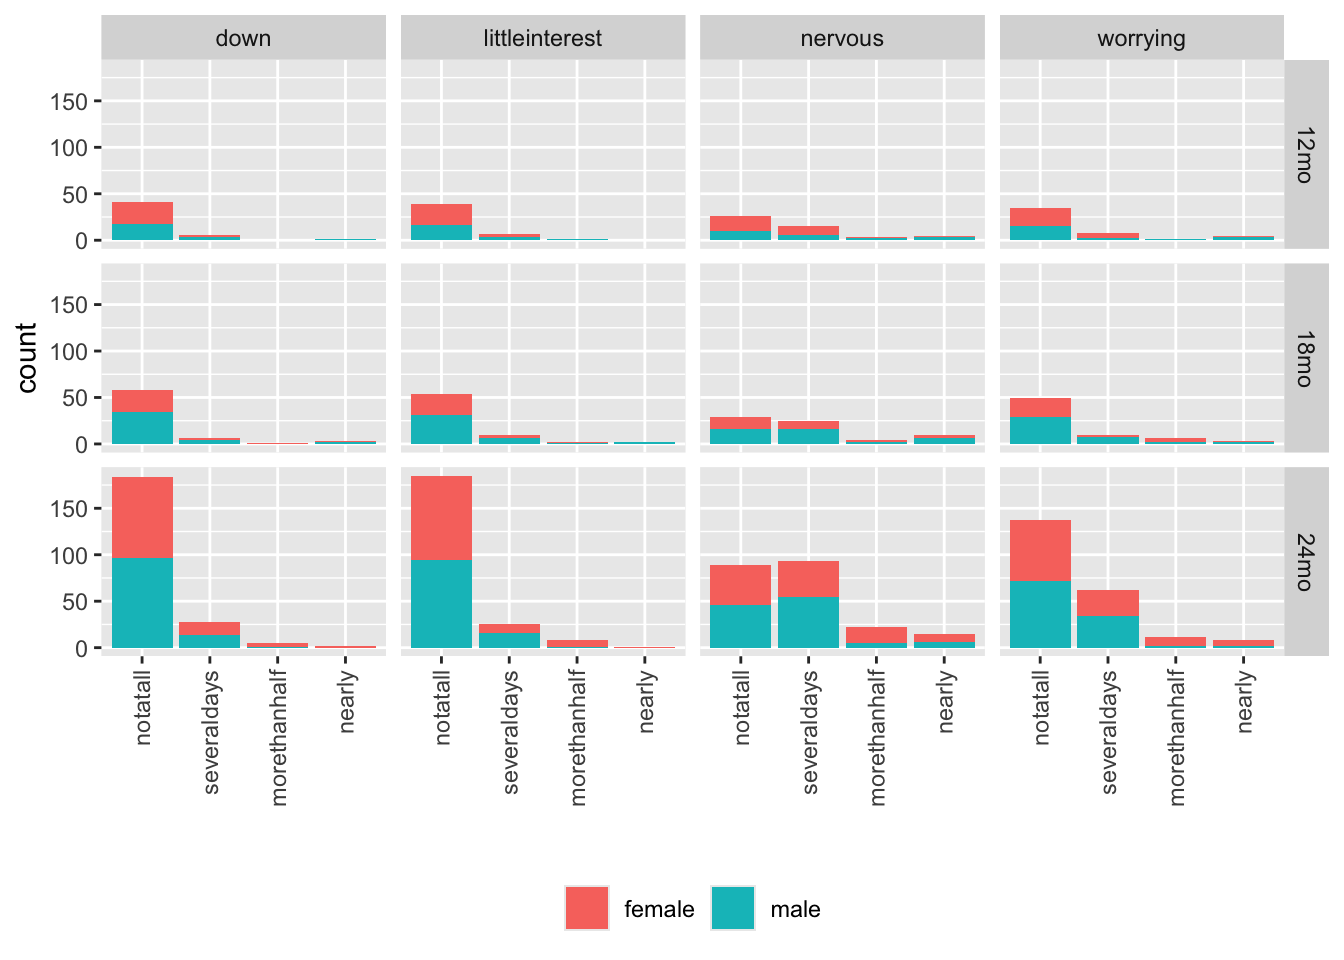 down littleinterest nervous worrying
150
100
50
0
12mo
count
150
100
50
0
18mo
150
100
50
0
24mo
notatall severaldays morethanhalf nearly notatall severaldays morethanhalf nearly notatall severaldays morethanhalf nearly notatall severaldays morethanhalf nearly
female male